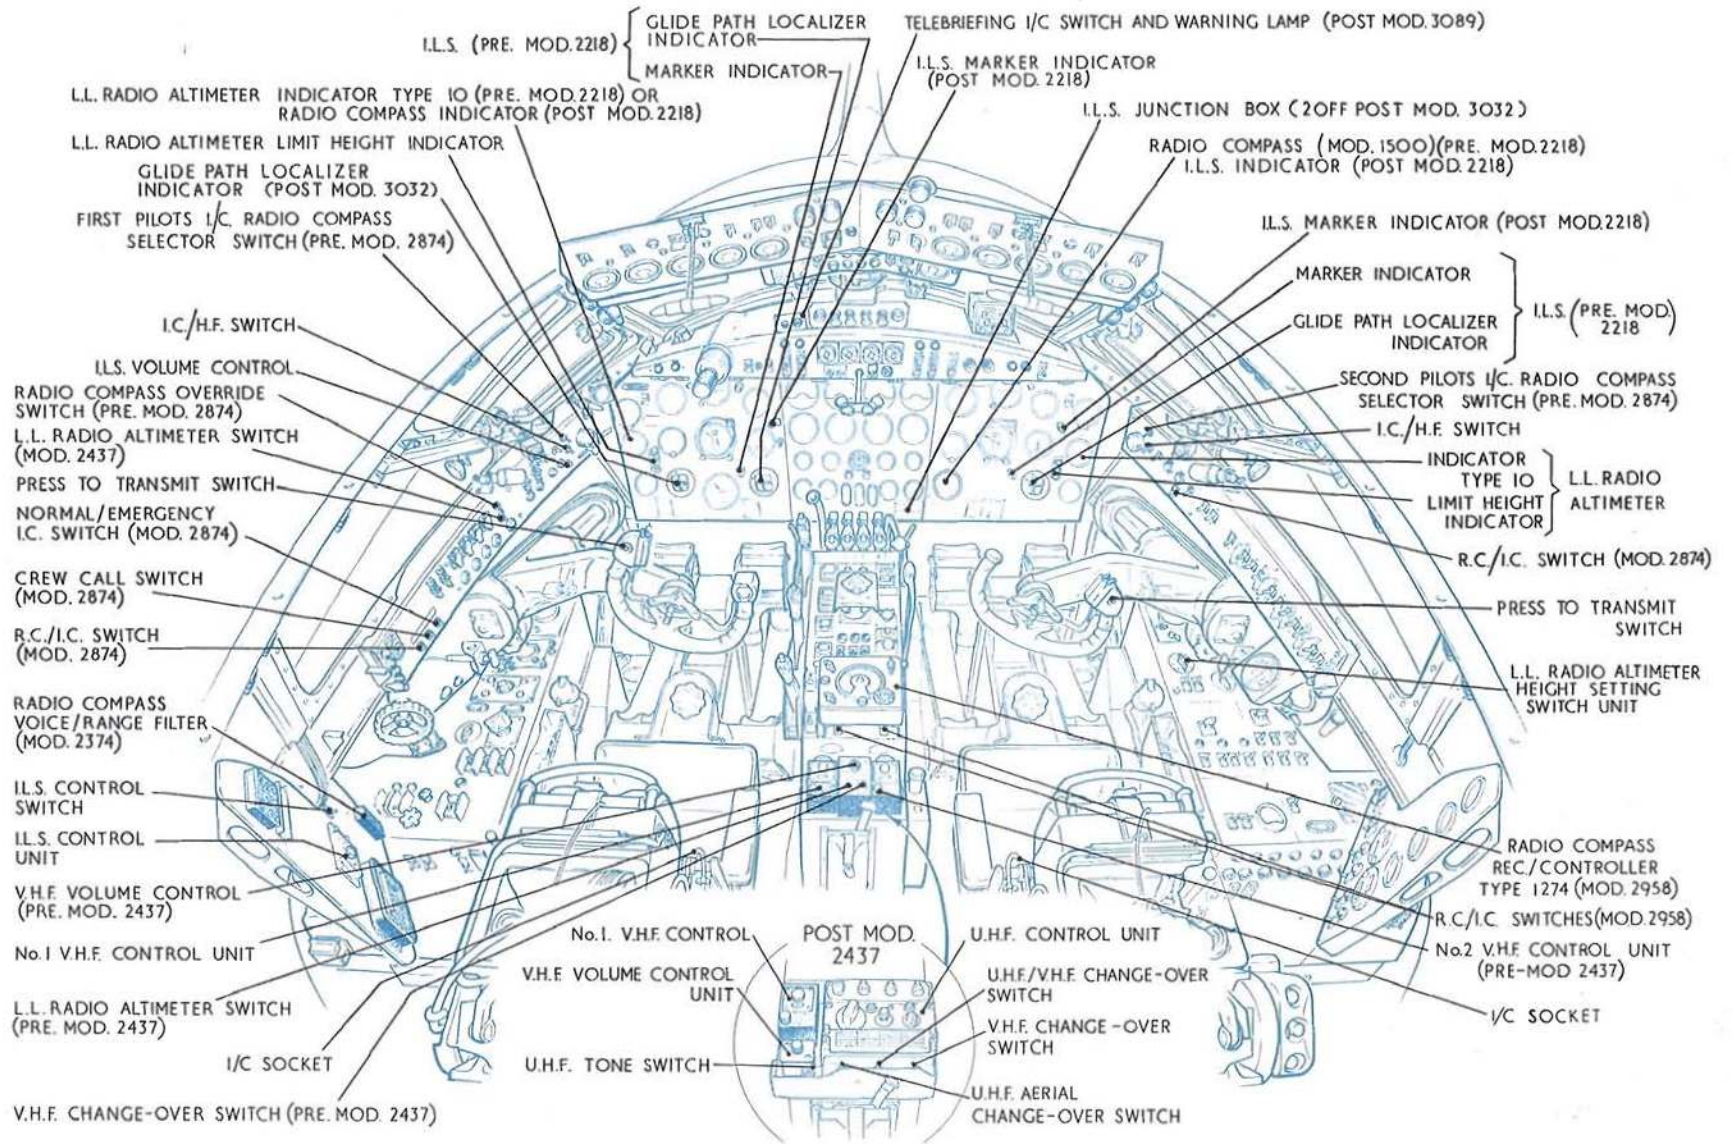 I.L.S. (PRE. MOD.2218)
GLIDE PATH LOCALIZER
INDICATOR
MARKER INDICATOR
TELEBRIEFING I/C SWITCH AND WARNING LAMP (POST MOD.3089)
I.L.S. MARKER INDICATOR
(POST MOD. 2218)
L.L. RADIO ALTIMETER INDICATOR TYPE 10 (PRE. MOD.2218) OR
RADIO COMPASS INDICATOR (POST MOD.2218)
L.L. RADIO ALTIMETER LIMIT HEIGHT INDICATOR
GLIDE PATH LOCALIZER
INDICATOR (POST MOD. 3032)
FIRST PILOTS I/C. RADIO COMPASS
SELECTOR SWITCH (PRE. MOD. 2874)
I.C./H.F. SWITCH
I.L.S. VOLUME CONTROL
RADIO COMPASS OVERRIDE
SWITCH (PRE. MOD. 2874)
L.L. RADIO ALTIMETER SWITCH
(MOD. 2437)
PRESS TO TRANSMIT SWITCH
NORMAL/EMERGENCY
I.C. SWITCH (MOD. 2874)
CREW CALL SWITCH
(MOD. 2874)
R.C./I.C. SWITCH
(MOD. 2874)
RADIO COMPASS
VOICE/RANGE FILTER
(MOD. 2374)
I.L.S. CONTROL
SWITCH
I.L.S. CONTROL
UNIT
V.H.F. VOLUME CONTROL
(PRE. MOD. 2437)
No.1 V.H.F. CONTROL UNIT
L.L. RADIO ALTIMETER SWITCH
(PRE. MOD. 2437)
I/C SOCKET
V.H.F. CHANGE-OVER SWITCH (PRE. MOD. 2437)
I.L.S. JUNCTION BOX (2OFF POST MOD. 3032)
RADIO COMPASS (MOD. 1500)(PRE. MOD.2218)
I.L.S. INDICATOR (POST MOD.2218)
I.L.S. MARKER INDICATOR (POST MOD.2218)
MARKER INDICATOR
GLIDE PATH LOCALIZER
INDICATOR
I.L.S. (PRE. MOD. 2218)
SECOND PILOTS I/C. RADIO COMPASS
SELECTOR SWITCH (PRE. MOD. 2874)
I.C./H.F. SWITCH
INDICATOR
TYPE 10
LIMIT HEIGHT
INDICATOR
L.L. RADIO
ALTIMETER
R.C./I.C. SWITCH (MOD. 2874)
PRESS TO TRANSMIT
SWITCH
L.L. RADIO ALTIMETER
HEIGHT SETTING
SWITCH UNIT
RADIO COMPASS
REC./CONTROLLER
TYPE 1274 (MOD. 2958)
R.C./I.C. SWITCHES (MOD. 2958)
No.2 V.H.F. CONTROL UNIT
(PRE-MOD 2437)
I/C SOCKET
POST MOD.
2437
No.1. V.H.F. CONTROL
V.H.F. VOLUME CONTROL
UNIT
U.H.F. TONE SWITCH
U.H.F. CONTROL UNIT
U.H.F./V.H.F. CHANGE-OVER
SWITCH
V.H.F. CHANGE-OVER
SWITCH
U.H.F. AERIAL
CHANGE-OVER SWITCH